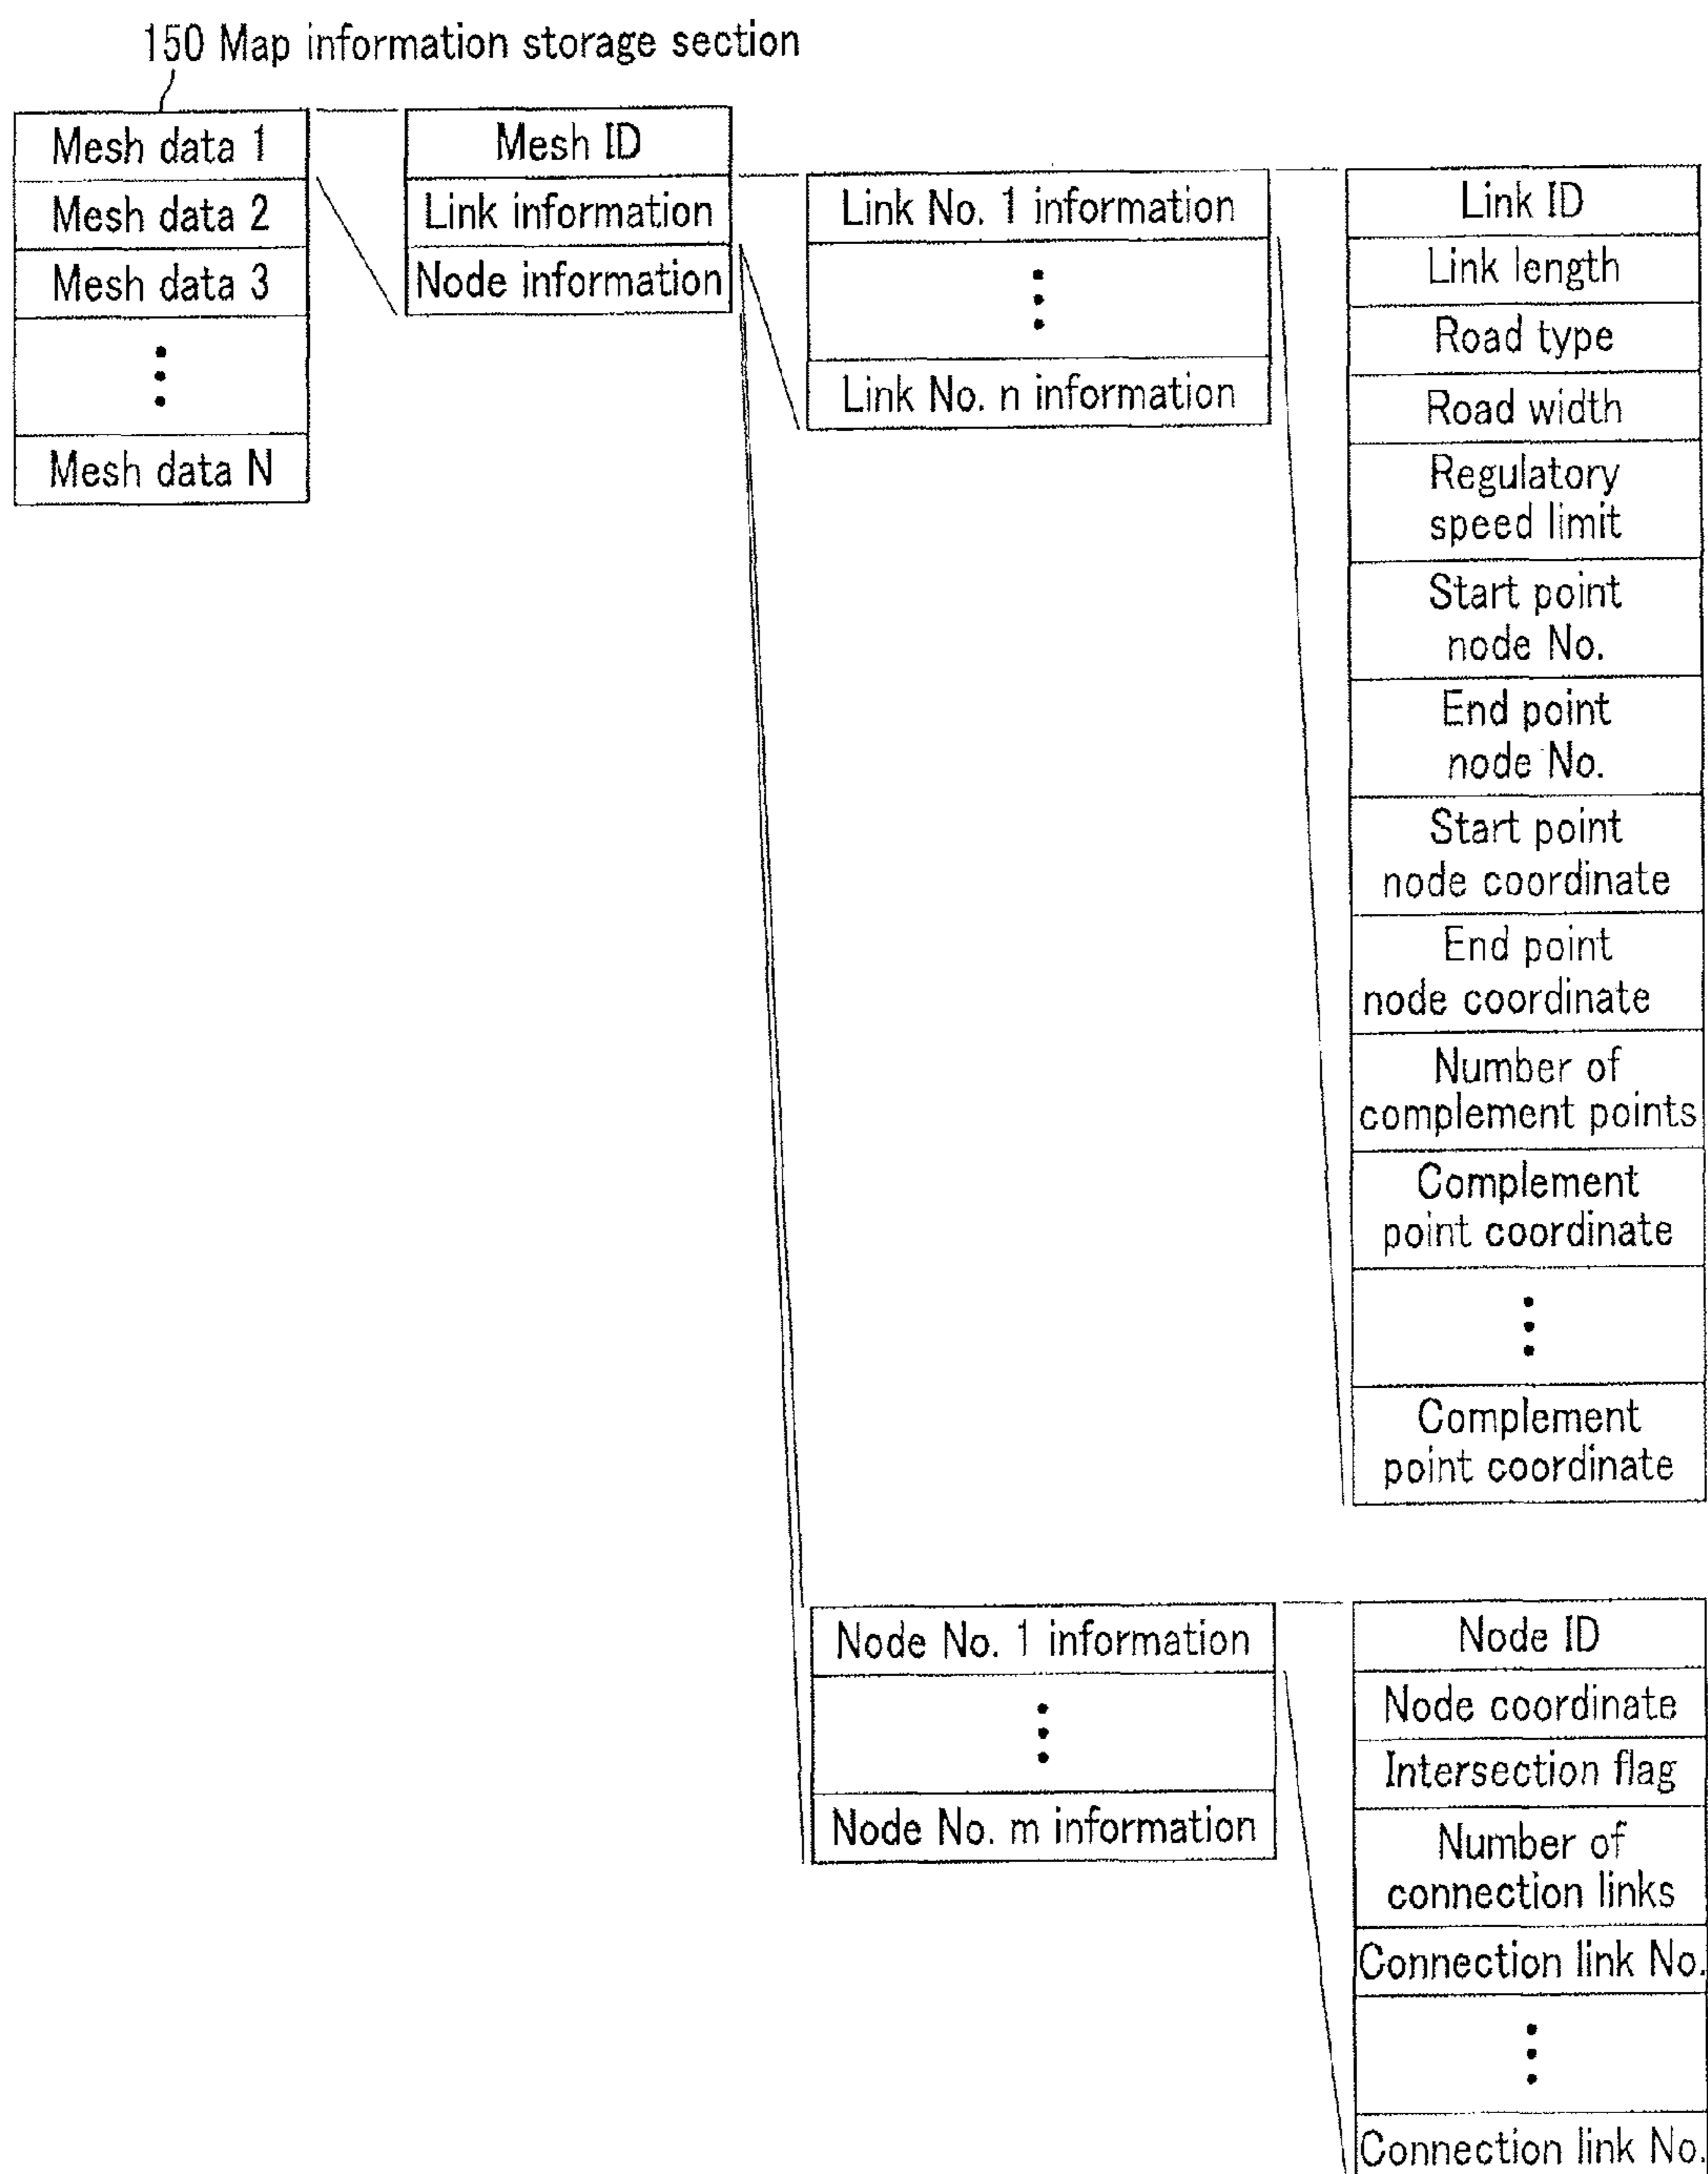 150 Map information storage section
Mesh data 1
Mesh data 2
Mesh data 3
Mesh data N
Mesh ID
Link information
Node information
Link No. 1 information
Link No. n information
Link ID
Link length
Road type
Road width
Regulatory
speed limit
Start point
node No.
End point
node No.
Start point
node coordinate
End point
node coordinate
Number of
complement points
Complement
point coordinate
Complement
point coordinate
Node No. 1 information
Node No. m information
Node ID
Node coordinate
Intersection flag
Number of
connection links
Connection link No.
Connection link No.